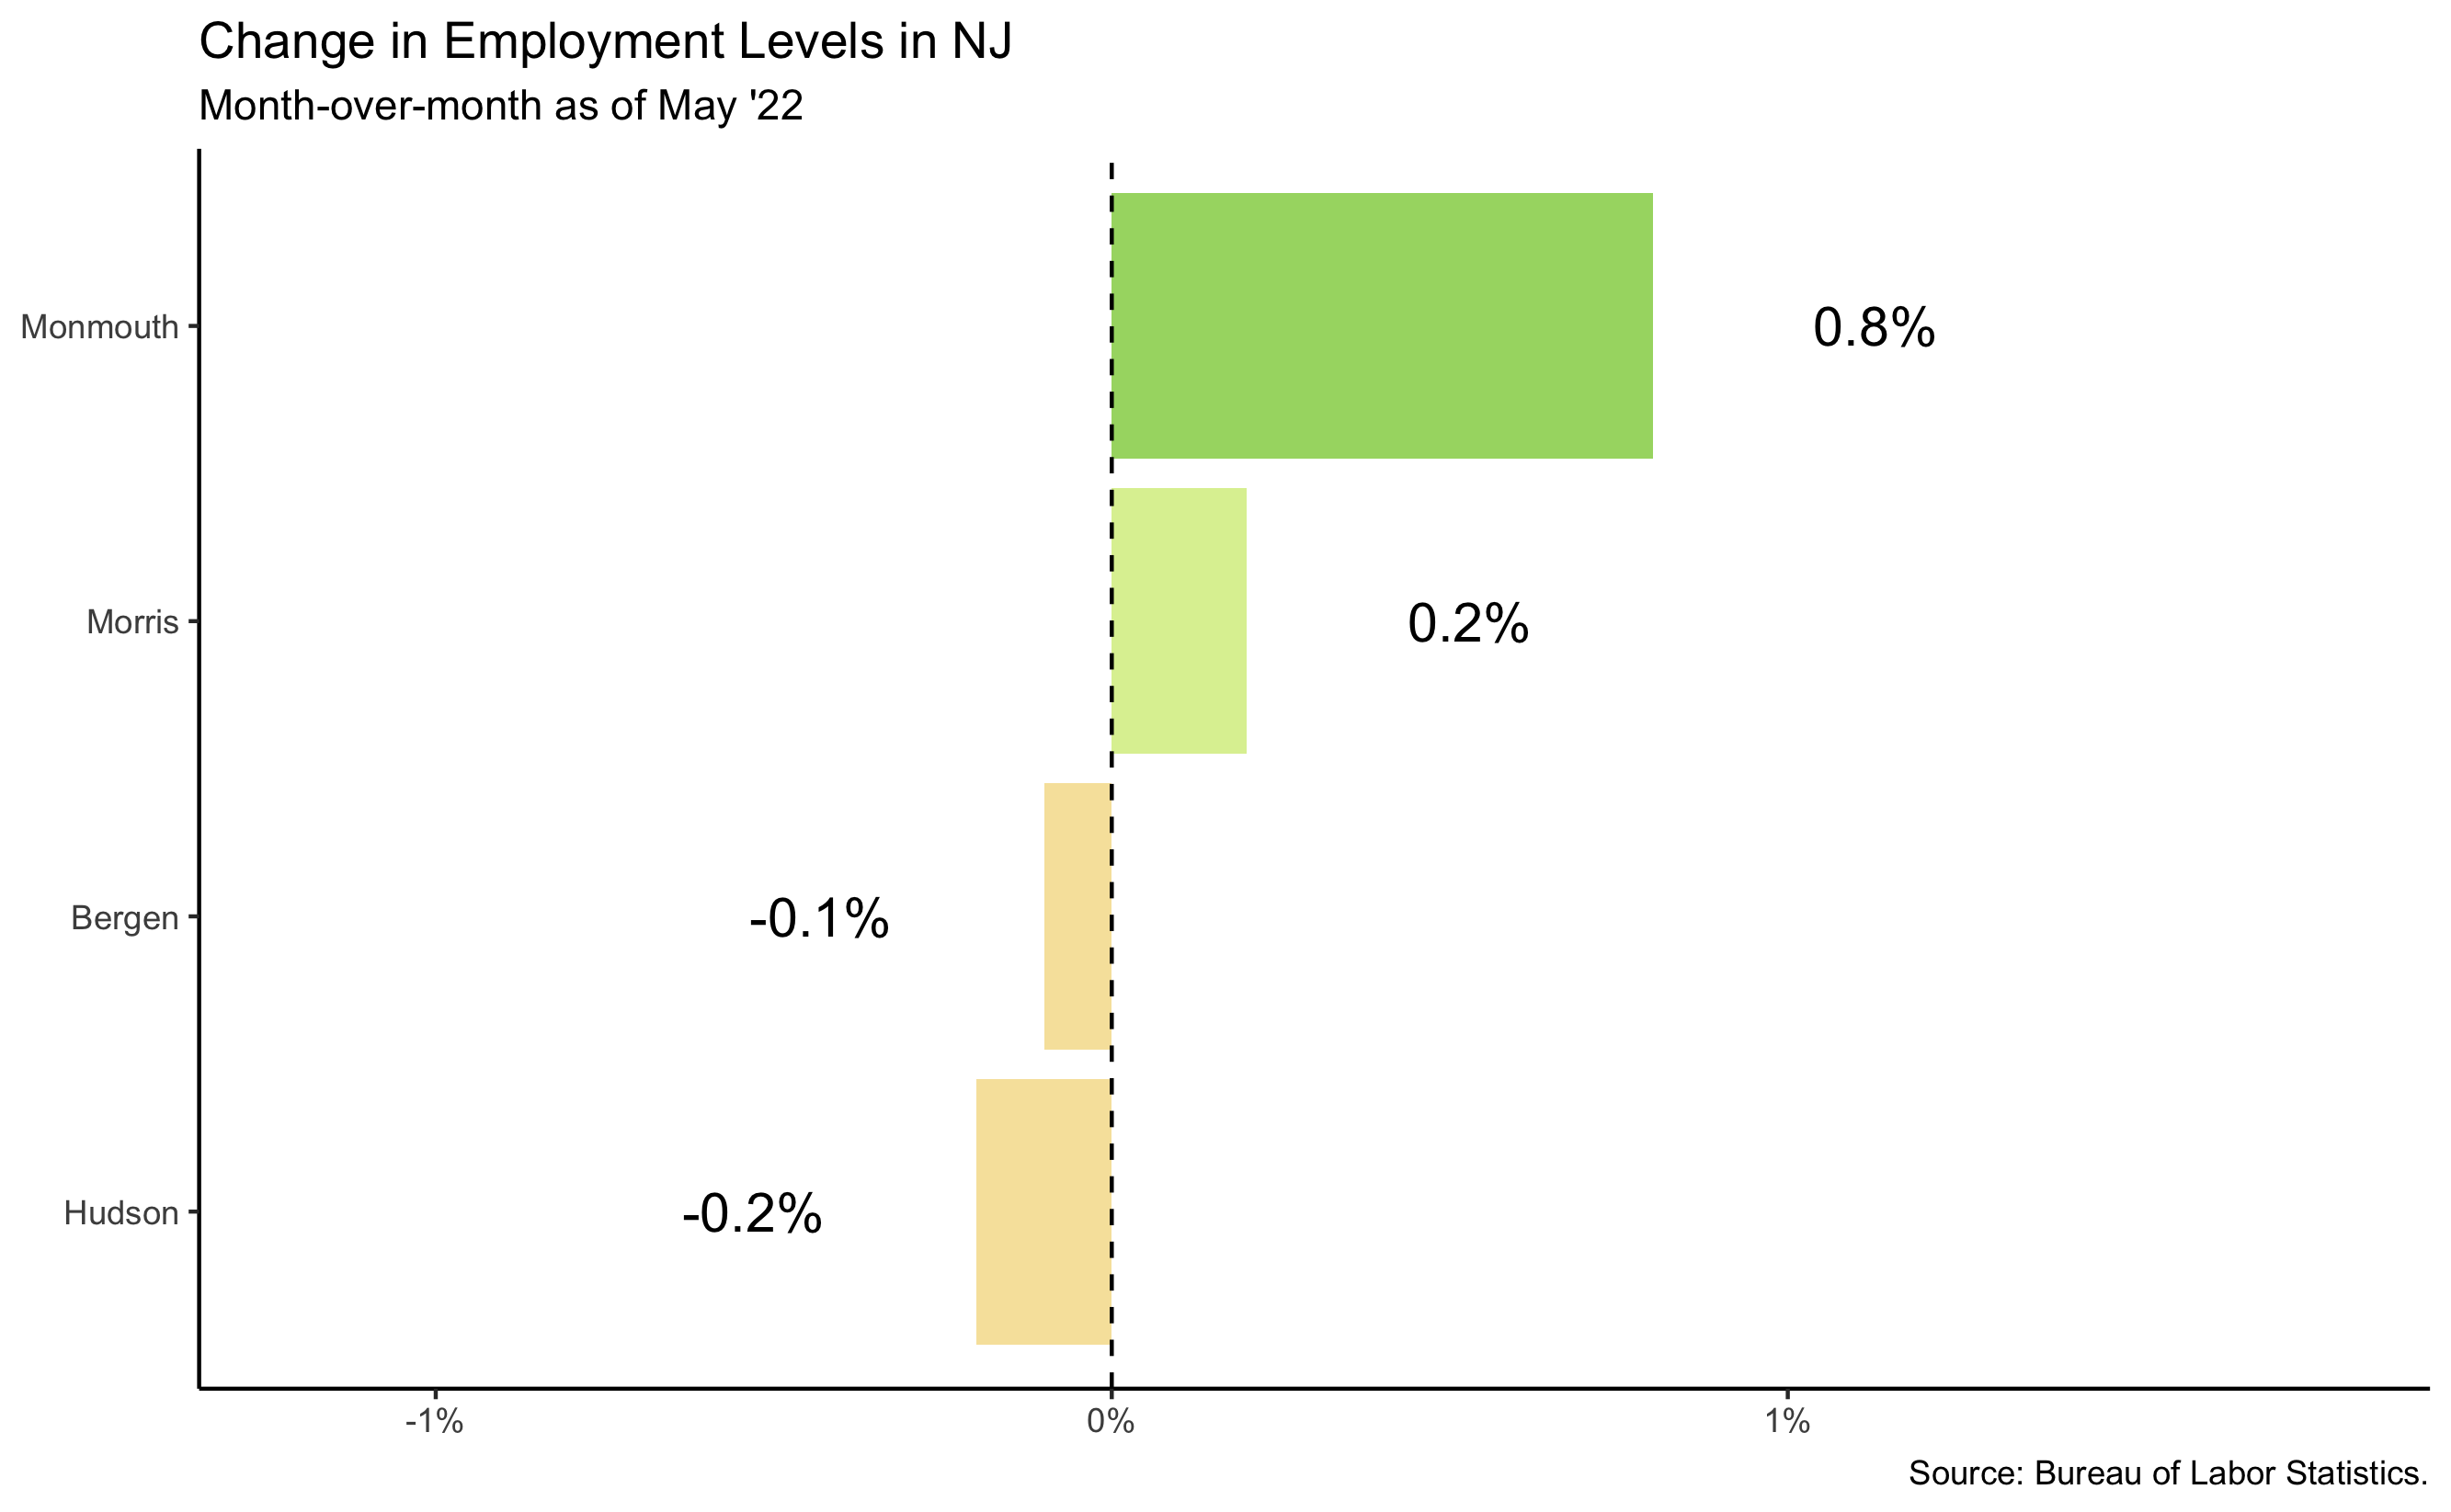 Change in Employment Levels in NJ
Month-over-month as of May '22
Monmouth
0.8%
Morris
0.2%
Bergen
-0.1%
Hudson
-0.2%
-1%
0%
1%
Source: Bureau of Labor Statistics.